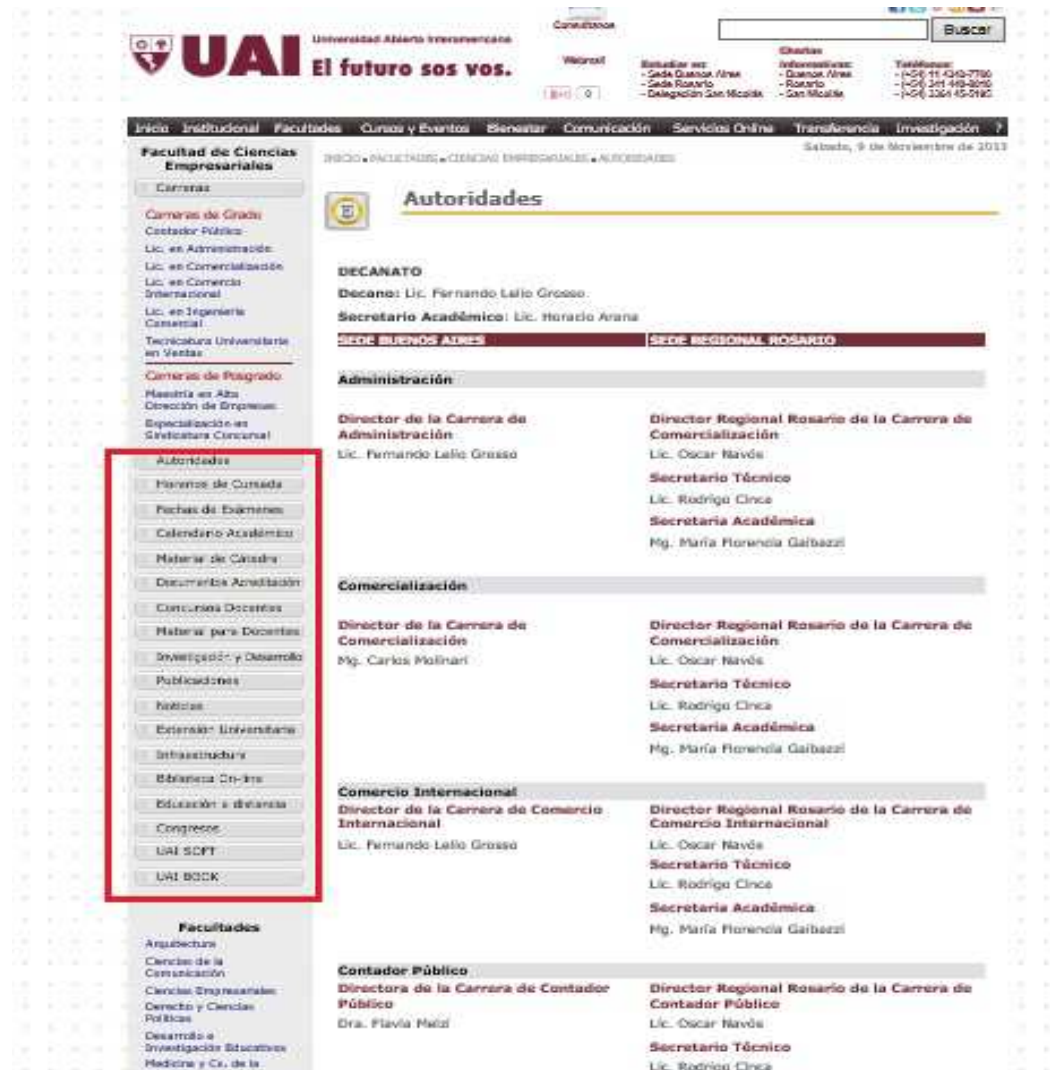 Consultanos
Buscar
UAI
Universidad Abierta Interamericana
El futuro sos vos.
Webmail
Estudiar en:
- Sede Buenos Aires
- Sede Rosario
- Delegación San Nicolás
Charlas
Informativas:
- Buenos Aires
- Rosario
- San Nicolás
Teléfonos:
0
Inicio Institucional Facultades Cursos y Eventos Bienestar Comunicación Servicios Online Transferencia Investigación ?
Sabado, 9 de Noviembre de 2013
INICIO FACULTADES CIENCIAS EMPRESARIALES AUTORIDADES
Facultad de Ciencias
Empresariales
Carreras
Carreras de Grado
Contador Público
Lic. en Administración
Lic. en Comercialización
Lic. en Comercio
Internacional
Lic. en Ingeniería
Comercial
Tecnicatura Universitaria
en Ventas
Carreras de Posgrado
Maestría en Alta
Dirección de Empresas
Especialización en
Sindicatura Concursal
Autoridades
Horarios de Cursada
Fechas de Exámenes
Calendario Académico
Material de Cátedra
Documentos Acreditación
Concursos Docentes
Material para Docentes
Investigación y Desarrollo
Publicaciones
Noticias
Extensión Universitaria
Infraestructura
Biblioteca On-line
Educación a distancia
Congresos
UAI SOFT
UAI BOOK
Facultades
Arquitectura
Ciencias de la
Comunicación
Ciencias Empresariales
Derecho y Ciencias
Políticas
Desarrollo e
Investigación Educativos
Medicina y Cs. de la
Autoridades
DECANATO
Decano: Lic. Fernando Lelio Grosso
Secretario Académico: Lic. Horacio Arana
SEDE BUENOS AIRES SEDE REGIONAL ROSARIO
Administración
Director de la Carrera de
Administración
Lic. Fernando Lelio Grosso
Director Regional Rosario de la Carrera de
Comercialización
Lic. Oscar Navós
Secretario Técnico
Lic. Rodrigo Cinca
Secretaria Académica
Mg. María Florencia Gaibazzi
Comercialización
Director de la Carrera de
Comercialización
Mg. Carlos Molinari
Director Regional Rosario de la Carrera de
Comercialización
Lic. Oscar Navós
Secretario Técnico
Lic. Rodrigo Cinca
Secretaria Académica
Mg. María Florencia Gaibazzi
Comercio Internacional
Director de la Carrera de Comercio
Internacional
Lic. Fernando Lelio Grosso
Director Regional Rosario de la Carrera de
Comercio Internacional
Lic. Oscar Navós
Secretario Técnico
Lic. Rodrigo Cinca
Secretaria Académica
Mg. María Florencia Gaibazzi
Contador Público
Directora de la Carrera de Contador
Público
Dra. Flavia Melzi
Director Regional Rosario de la Carrera de
Contador Público
Lic. Oscar Navós
Secretario Técnico
Lic. Rodrigo Cinca